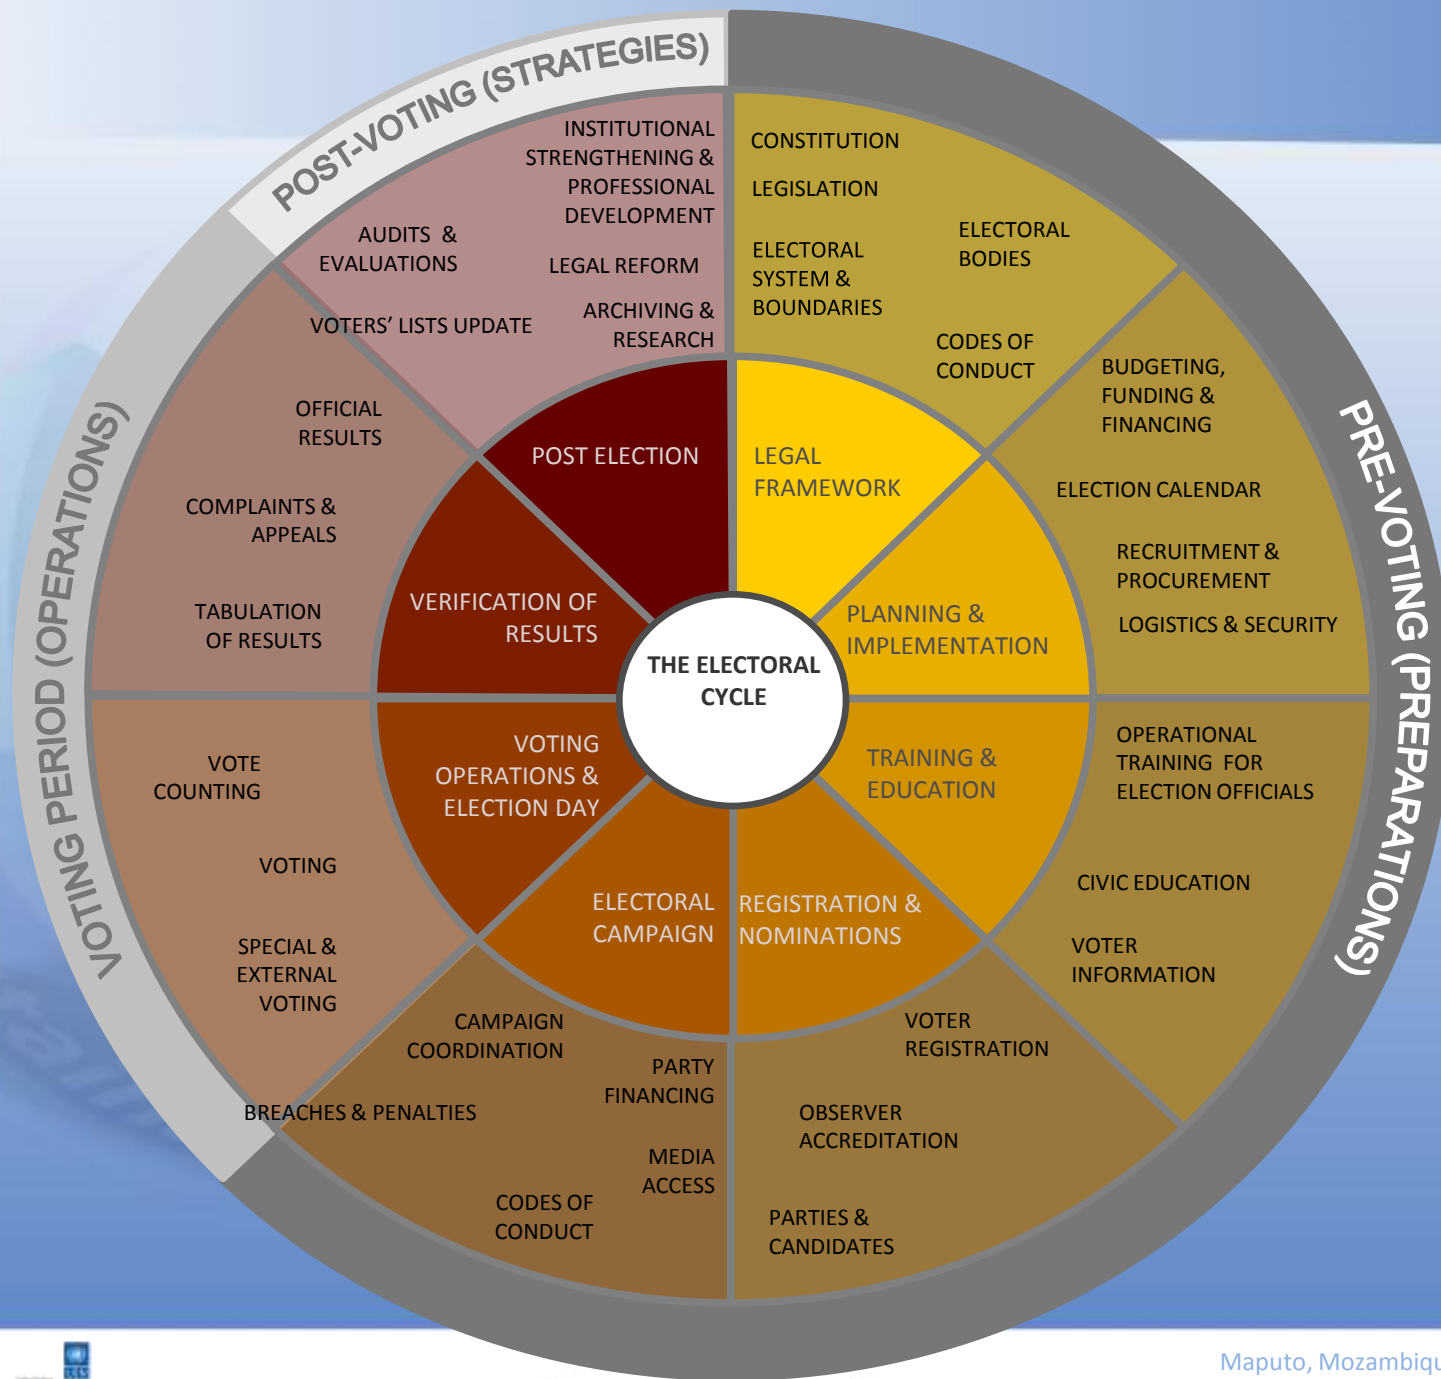 POST-VOTING (STRATEGIES)
PRE-VOTING (PREPARATIONS)
VOTING PERIOD (OPERATIONS)
THE ELECTORAL
CYCLE
LEGAL
FRAMEWORK
CONSTITUTION
LEGISLATION
ELECTORAL
SYSTEM &
BOUNDARIES
ELECTORAL
BODIES
CODES OF
CONDUCT
PLANNING &
IMPLEMENTATION
BUDGETING,
FUNDING &
FINANCING
ELECTION CALENDAR
RECRUITMENT &
PROCUREMENT
LOGISTICS & SECURITY
TRAINING &
EDUCATION
OPERATIONAL
TRAINING FOR
ELECTION OFFICIALS
CIVIC EDUCATION
VOTER
INFORMATION
REGISTRATION &
NOMINATIONS
VOTER
REGISTRATION
OBSERVER
ACCREDITATION
PARTIES &
CANDIDATES
ELECTORAL
CAMPAIGN
CAMPAIGN
COORDINATION
PARTY
FINANCING
BREACHES & PENALTIES
MEDIA
ACCESS
CODES OF
CONDUCT
VOTING
OPERATIONS &
ELECTION DAY
VOTE
COUNTING
VOTING
SPECIAL &
EXTERNAL
VOTING
VERIFICATION OF
RESULTS
OFFICIAL
RESULTS
COMPLAINTS &
APPEALS
TABULATION
OF RESULTS
POST ELECTION
INSTITUTIONAL
STRENGTHENING &
PROFESSIONAL
DEVELOPMENT
AUDITS &
EVALUATIONS
LEGAL REFORM
VOTERS' LISTS UPDATE
ARCHIVING &
RESEARCH
Maputo, Mozambiqu